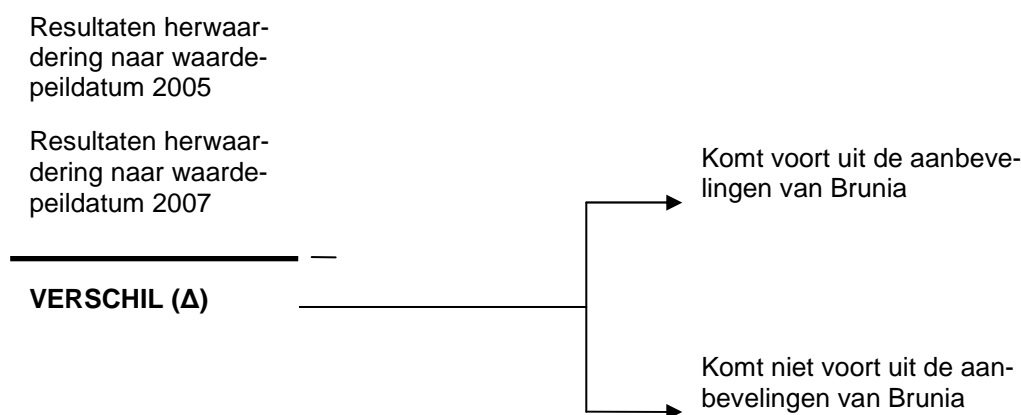 Resultaten herwaar-
dering naar waarde-
peildatum 2005
Resultaten herwaar-
dering naar waarde-
peildatum 2007
VERSCHIL (Δ)
Komt voort uit de aanbeve-
lingen van Brunia
Komt niet voort uit de aan-
bevelingen van Brunia